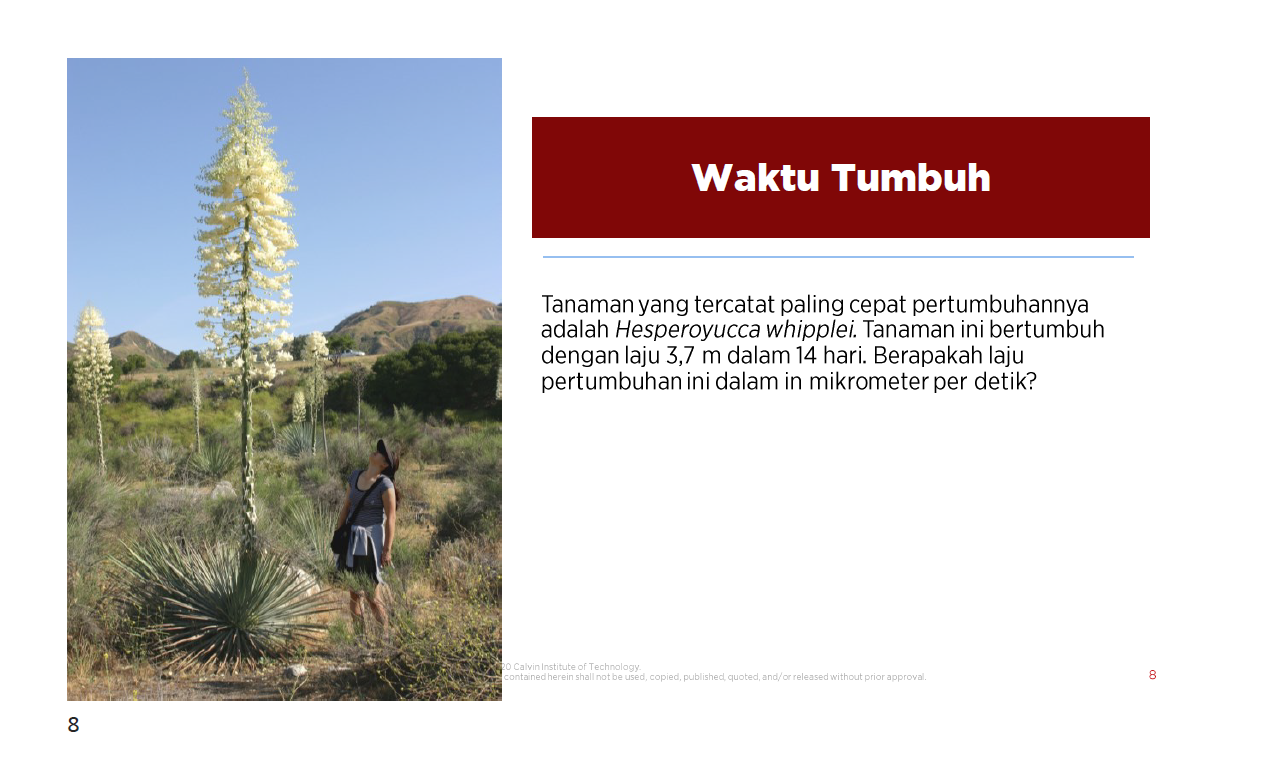 Waktu Tumbuh
Tanaman yang tercatat paling cepat pertumbuhannya
adalah Hesperoyucca whipplei. Tanaman ini bertumbuh
dengan laju 3,7 m dalam 14 hari. Berapakah laju
pertumbuhan ini dalam in mikrometer per detik?
20 Calvin Institute of Technology.
contained herein shall not be used, copied, published, quoted, and/or released without prior approval.
8
8